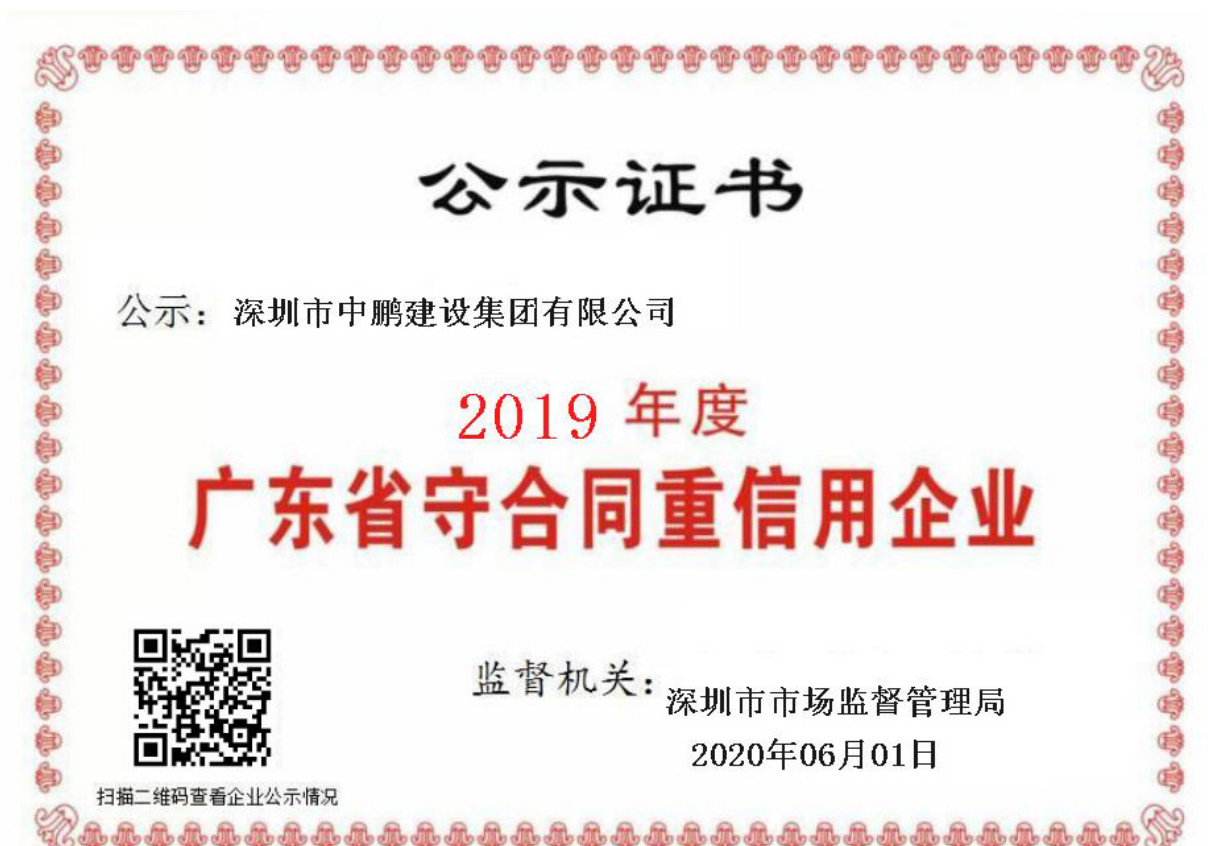 公示证书
公示：深圳市中鹏建设集团有限公司
2019 年度
广东省守合同重信用企业
监督机关：深圳市市场监督管理局
2020年06月01日
扫描二维码查看企业公示情况